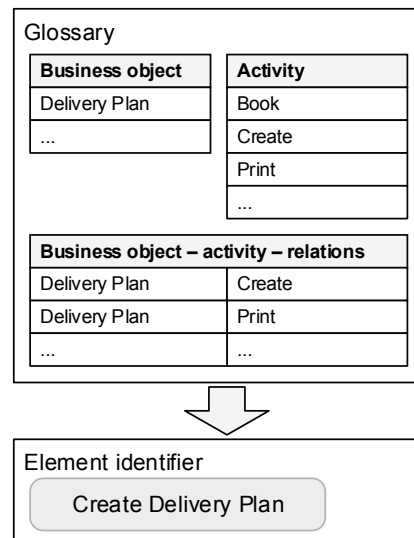 Glossary
Business object
Delivery Plan
...
Activity
Book
Create
Print
...
Business object – activity – relations
Delivery Plan Create
Delivery Plan Print
... ...
Element identifier
Create Delivery Plan